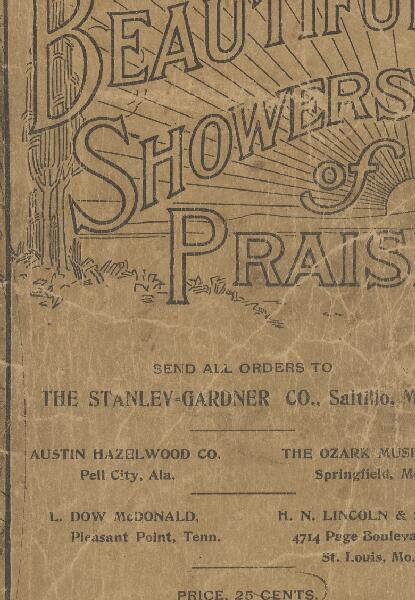 BEAUTIFU
SHOWERS
of
PRAIS
SEND ALL ORDERS TO
THE STANLEY-GARDNER CO., Saltillo, M
AUSTIN HAZELWOOD CO.
Pell City, Ala.
THE OZARK MUSI
Springfield, Mo
L. DOW McDONALD,
Pleasant Point, Tenn.
H. N. LINCOLN &
4714 Page Bouleva
St. Louis, Mo.
PRICE, 25 CENTS.